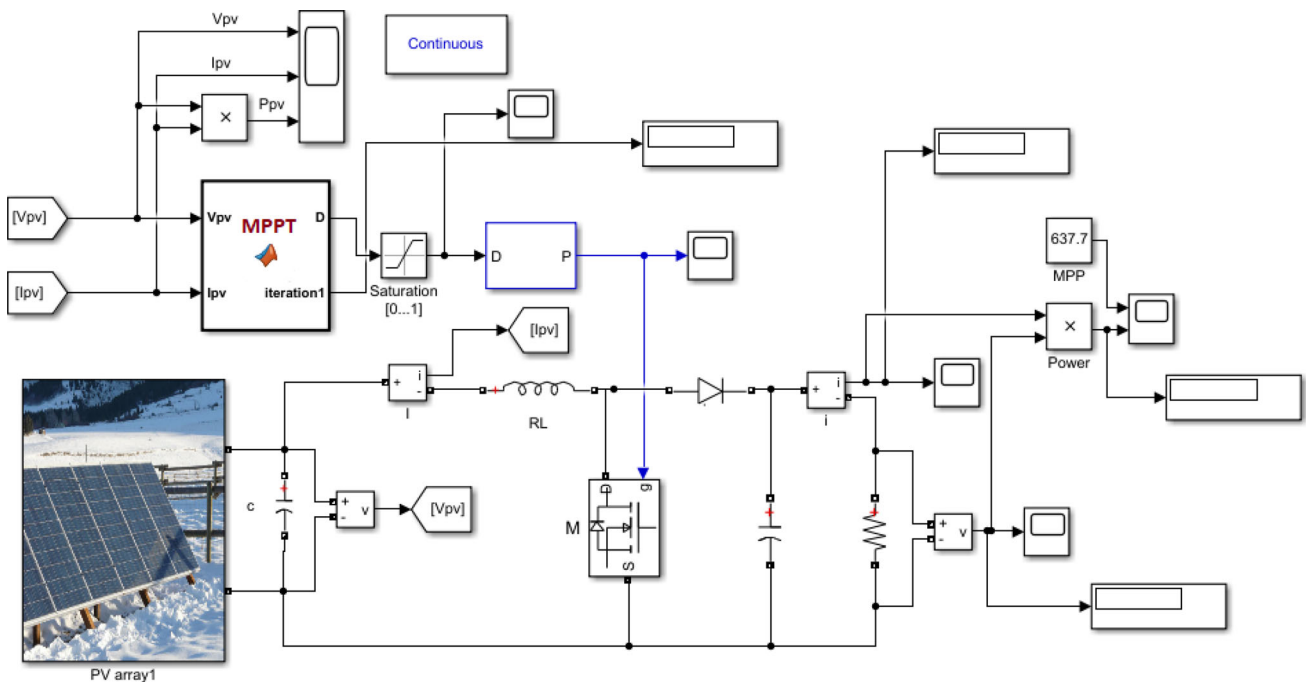 Vpv
Continuous
Ipv
×
Ppv
[Vpv]
Vpv
MPPT
D
D
P
637.7
MPP
[Ipv]
Ipv
iteration1
Saturation
[0...1]
[Ipv]
×
Power
+
i
-
I
RL
+
i
-
i
g
D
M
S
c
+
-
v
[Vpv]
+
-
v
PV array1